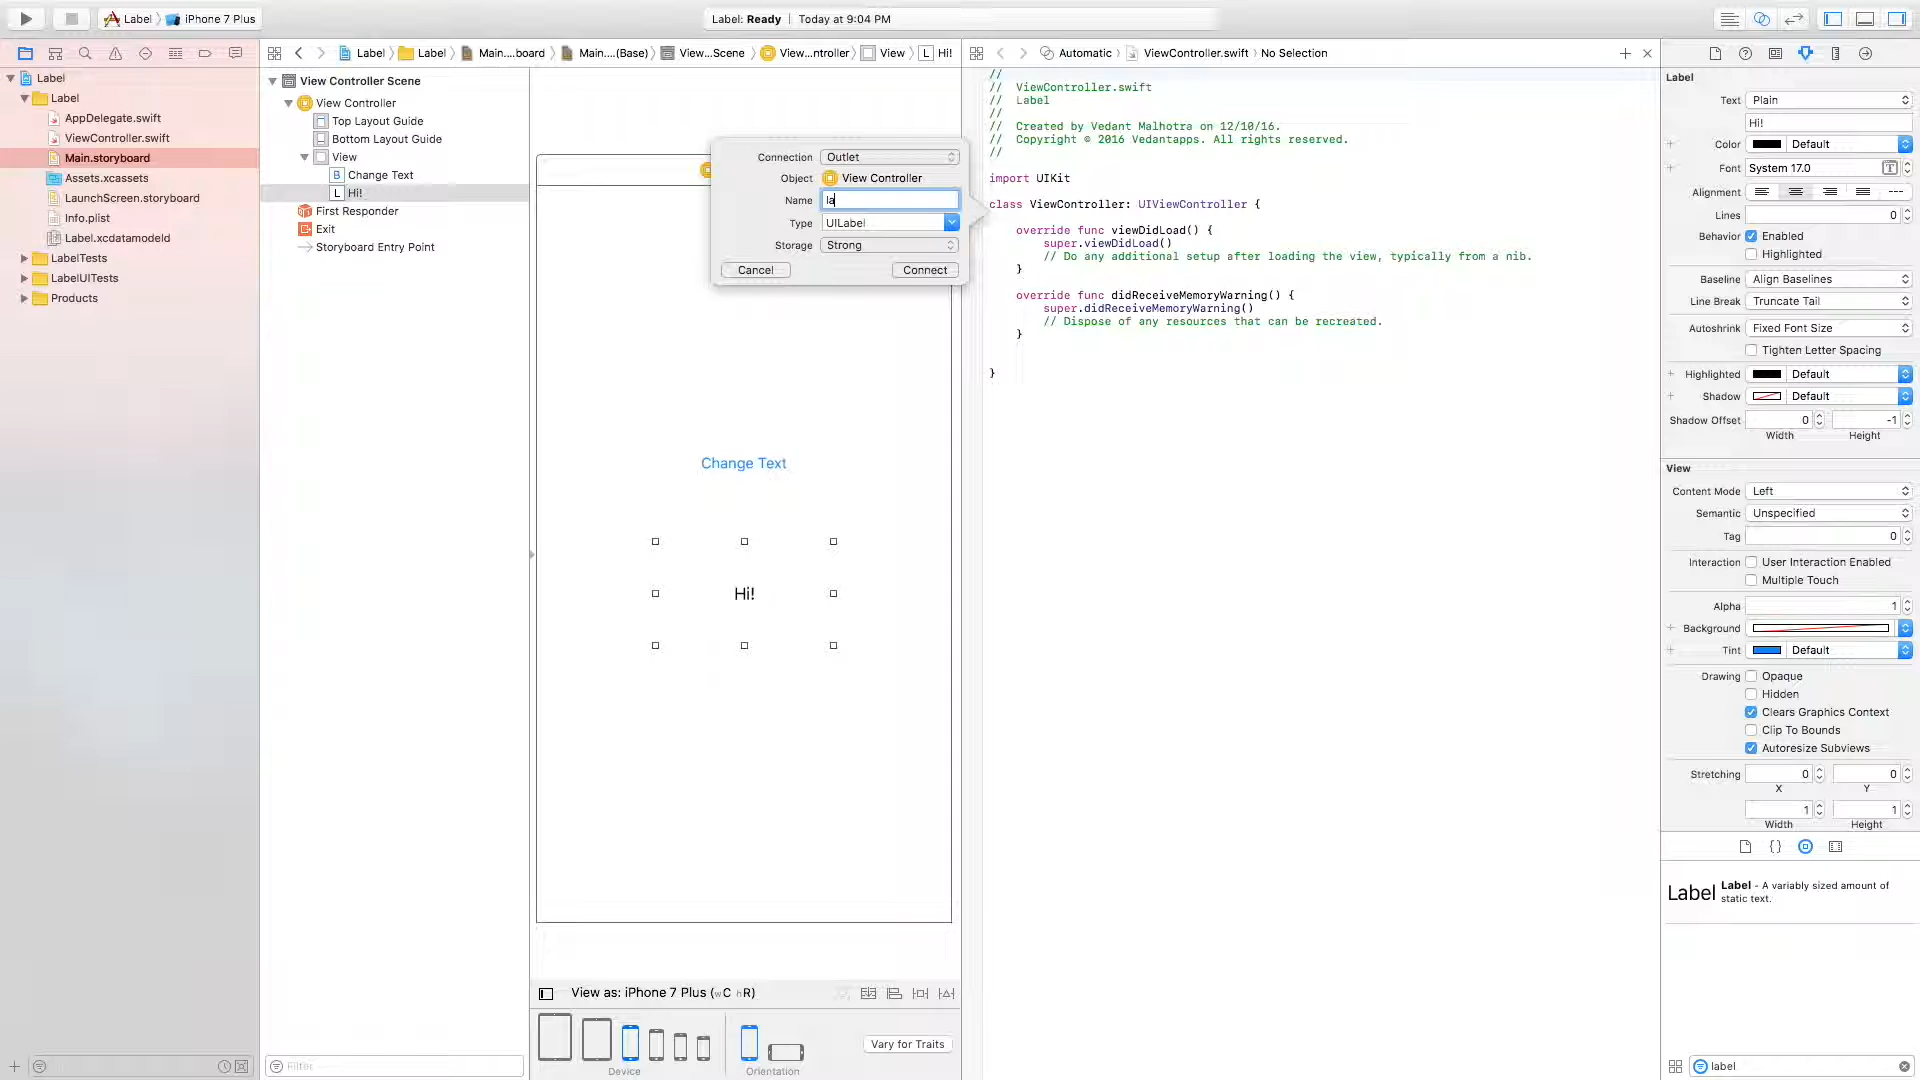 Label
iPhone 7 Plus
Label: Ready | Today at 9:04 PM
Label
Label
Main....board
Main....(Base)
View...Scene
View...ntroller
View
L
Hi!
Automatic
ViewController.swift
No Selection
Label
Label
AppDelegate.swift
ViewController.swift
Main.storyboard
Assets.xcassets
LaunchScreen.storyboard
Info.plist
Label.xcdatamodeld
LabelTests
LabelUITests
Products
View Controller Scene
View Controller
Top Layout Guide
Bottom Layout Guide
View
B Change Text
L Hi!
First Responder
Exit
Storyboard Entry Point
Filter
Connection Outlet
Object View Controller
Name la
Type UILabel
Storage Strong
Cancel
Connect
Change Text
Hi!
View as: iPhone 7 Plus (wC hR)
Device
Orientation
Vary for Traits
//
// ViewController.swift
// Label
//
// Created by Vedant Malhotra on 12/10/16.
// Copyright © 2016 Vedantapps. All rights reserved.
//
import UIKit
class ViewController: UIViewController {
override func viewDidLoad() {
super.viewDidLoad()
// Do any additional setup after loading the view, typically from a nib.
}
override func didReceiveMemoryWarning() {
super.didReceiveMemoryWarning()
// Dispose of any resources that can be recreated.
}
}
Label
Text Plain
Hi!
Color Default
Font System 17.0 T
Alignment
Lines 0
Behavior Enabled
Highlighted
Baseline Align Baselines
Line Break Truncate Tail
Autoshrink Fixed Font Size
Tighten Letter Spacing
Highlighted Default
Shadow Default
Shadow Offset 0 -1
Width Height
View
Content Mode Left
Semantic Unspecified
Tag 0
Interaction User Interaction Enabled
Multiple Touch
Alpha 1
Background
Tint Default
Drawing Opaque
Hidden
Clears Graphics Context
Clip To Bounds
Autoresize Subviews
Stretching 0 0
X Y
1 1
Width Height
{}
Label
Label - A variably sized amount of
static text.
label